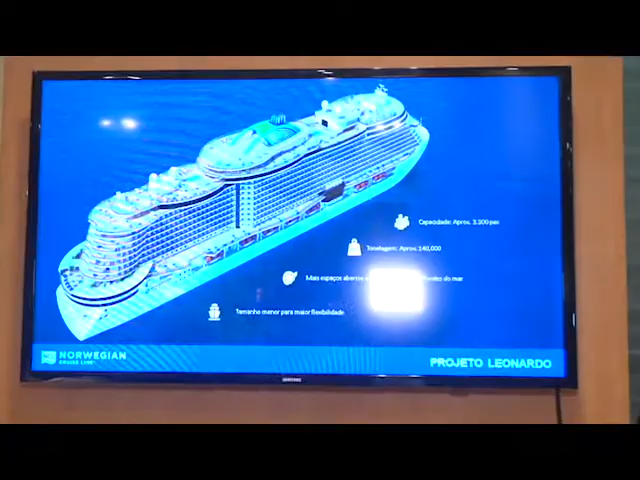 Capacidade: Aprox. 3.300 pax
Tonelagem: Aprox. 140,000
Mais espaços abertos do mar
Tamanho menor para maior flexibilidade
NORWEGIAN
CRUISE LINE
PROJETO LEONARDO
SAMSUNG